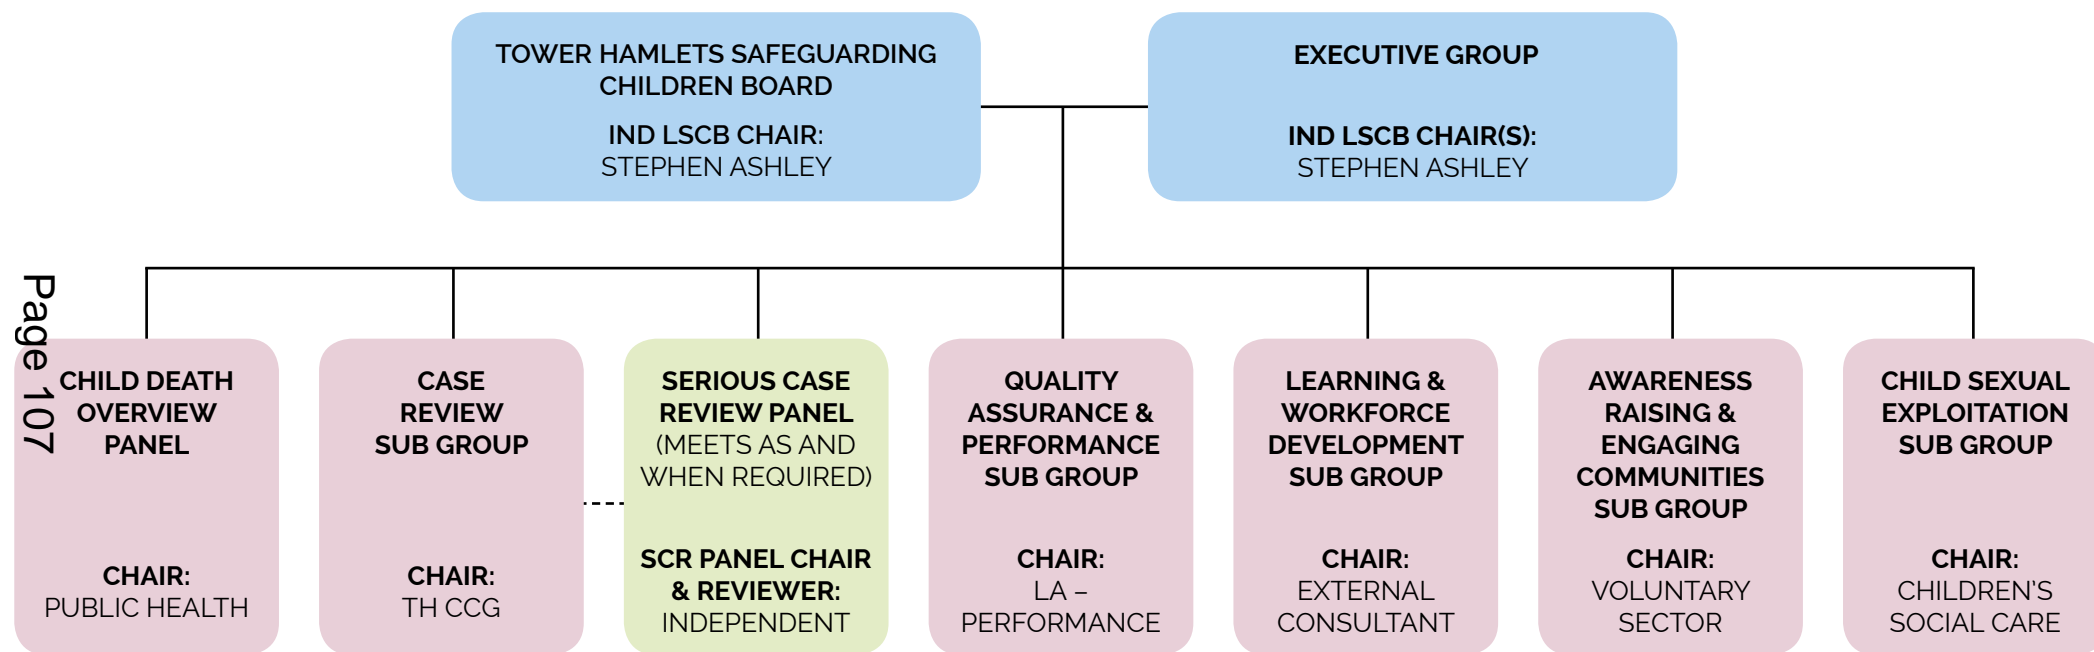 TOWER HAMLETS SAFEGUARDING
CHILDREN BOARD
IND LSCB CHAIR:
STEPHEN ASHLEY
EXECUTIVE GROUP
IND LSCB CHAIR(S):
STEPHEN ASHLEY
Page 107
CHILD DEATH
OVERVIEW
PANEL
CHAIR:
PUBLIC HEALTH
CASE
REVIEW
SUB GROUP
CHAIR:
TH CCG
SERIOUS CASE
REVIEW PANEL
(MEETS AS AND
WHEN REQUIRED)
SCR PANEL CHAIR
& REVIEWER:
INDEPENDENT
QUALITY
ASSURANCE &
PERFORMANCE
SUB GROUP
CHAIR:
LA –
PERFORMANCE
LEARNING &
WORKFORCE
DEVELOPMENT
SUB GROUP
CHAIR:
EXTERNAL
CONSULTANT
AWARENESS
RAISING &
ENGAGING
COMMUNITIES
SUB GROUP
CHAIR:
VOLUNTARY
SECTOR
CHILD SEXUAL
EXPLOITATION
SUB GROUP
CHAIR:
CHILDREN’S
SOCIAL CARE